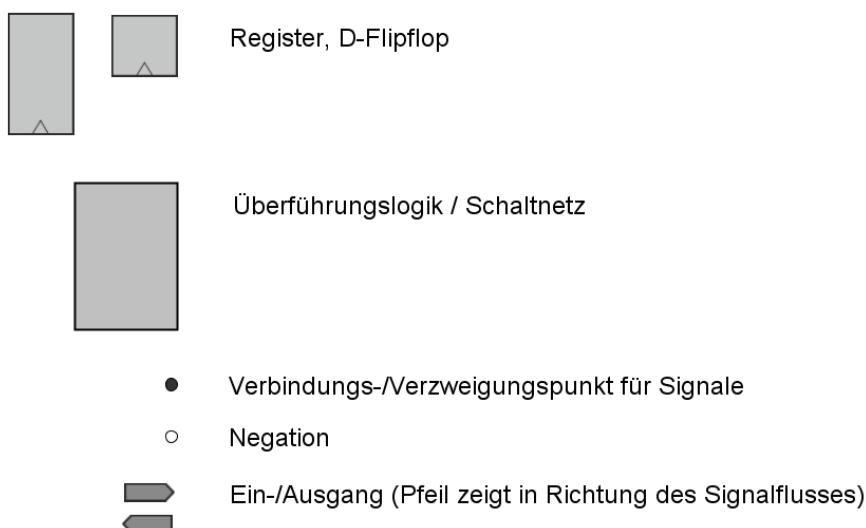 Register, D-Flipflop
Überführungslogik / Schaltnetz
Verbindungs-/Verzweigungspunkt für Signale
Negation
Ein-/Ausgang (Pfeil zeigt in Richtung des Signalflusses)